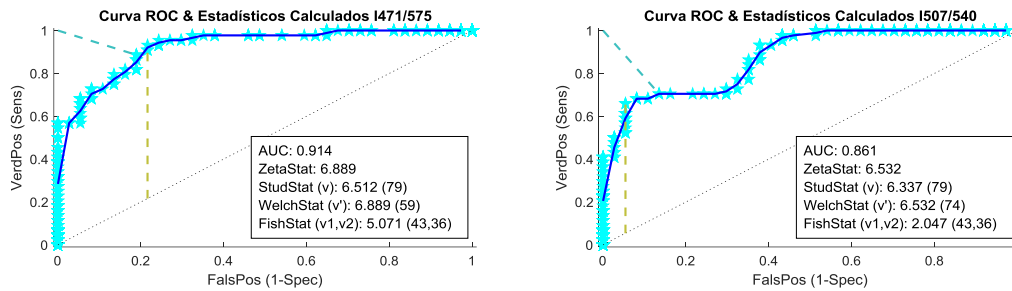 Curva ROC & Estadísticos Calculados I471/575
1
0.8
0.6
0.4
0.2
0
VerdPos (Sens)
AUC: 0.914
ZetaStat: 6.889
StudStat (v): 6.512 (79)
WelchStat (v'): 6.889 (59)
FishStat (v1,v2): 5.071 (43,36)
0 0.2 0.4 0.6 0.8 1
FalsPos (1-Spec)
Curva ROC & Estadísticos Calculados I507/540
1
0.8
0.6
0.4
0.2
0
VerdPos (Sens)
AUC: 0.861
ZetaStat: 6.532
StudStat (v): 6.337 (79)
WelchStat (v'): 6.532 (74)
FishStat (v1,v2): 2.047 (43,36)
0 0.2 0.4 0.6 0.8
FalsPos (1-Spec)